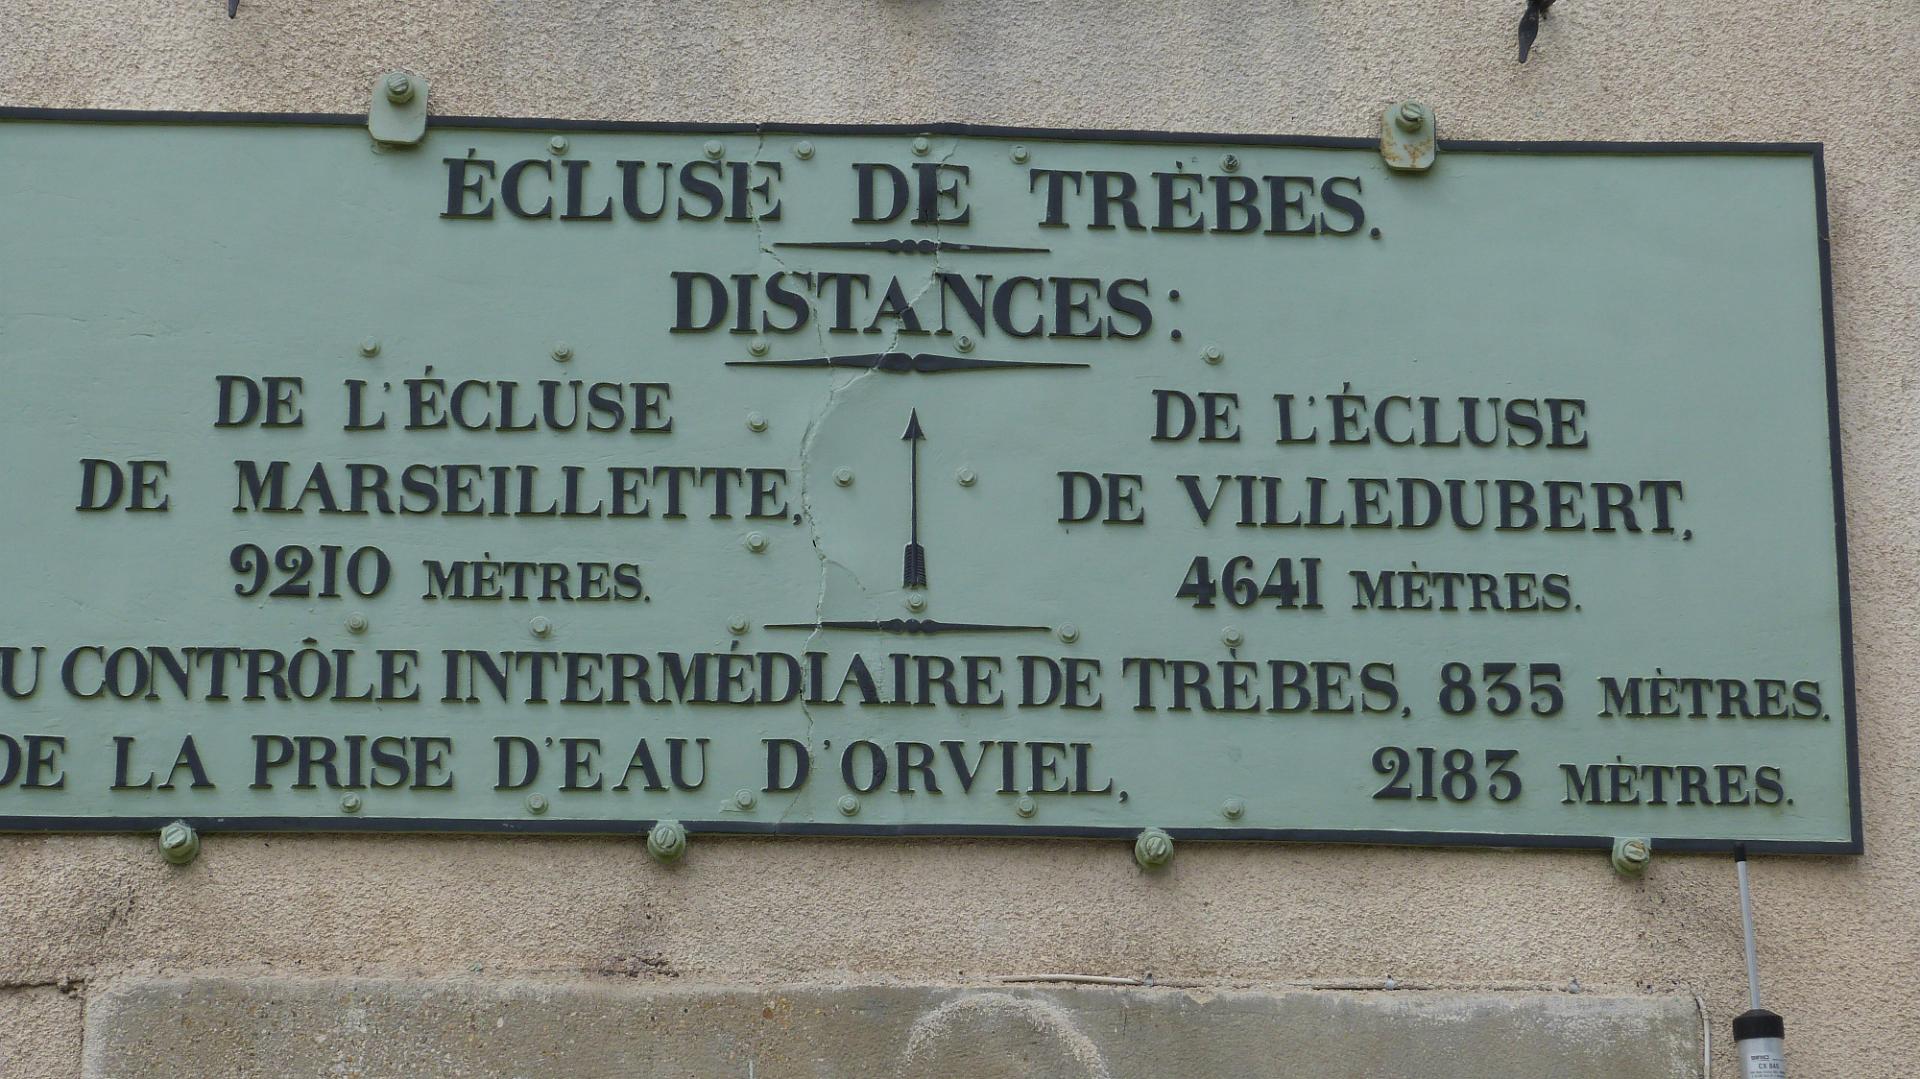 ÉCLUSE DE TRÈBES.
DISTANCES:
DE L'ÉCLUSE
DE MARSEILLETTE,
9210 MÈTRES.
DE L'ÉCLUSE
DE VILLEDUBERT,
4641 MÈTRES.
U CONTRÔLE INTERMÉDIAIRE DE TRÈBES, 835 MÈTRES.
DE LA PRISE D'EAU D'ORVIEL, 2183 MÈTRES.